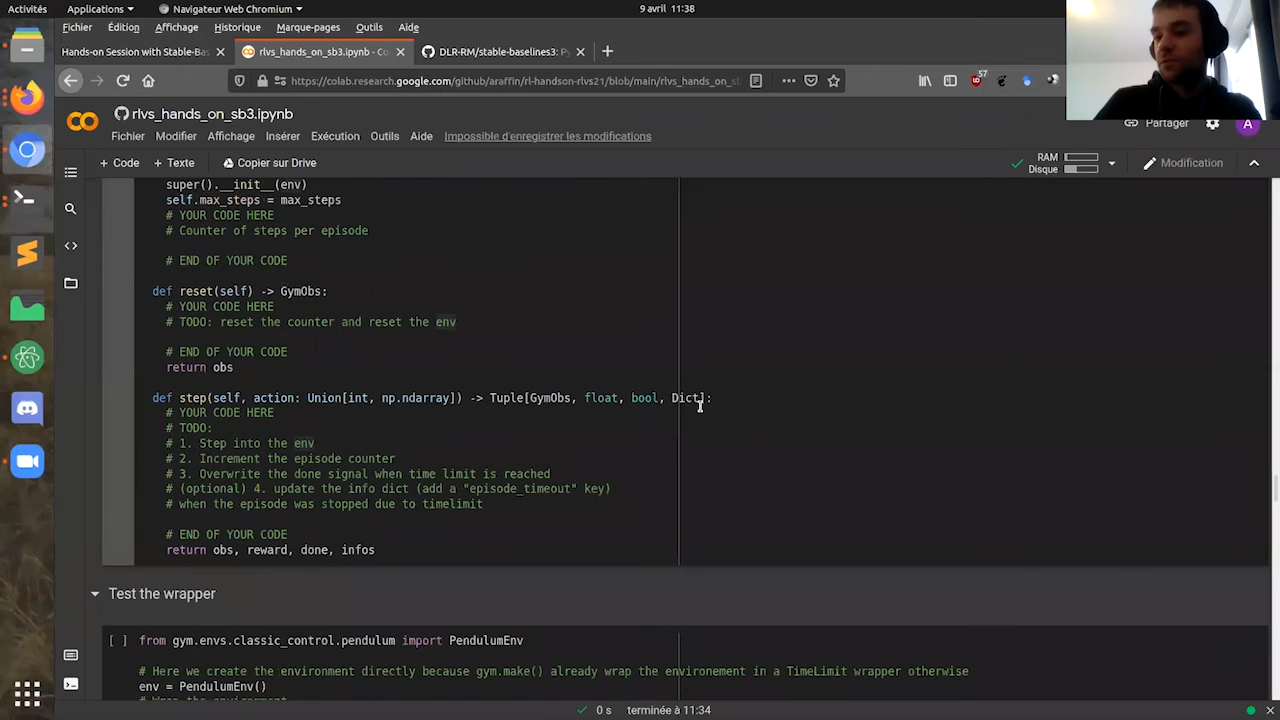 Activités
Applications
Navigateur Web Chromium
9 avril 11:38
Fichier Édition Affichage Historique Marque-pages Outils Aide
Hands-on Session with Stable-Bas
rlvs_hands_on_sb3.ipynb - Co
DLR-RM/stable-baselines3: Py
https://colab.research.google.com/github/araffin/rl-handson-rlvs21/blob/main/rlvs_hands_on_sb
57
rlvs_hands_on_sb3.ipynb
Fichier Modifier Affichage Insérer Exécution Outils Aide Impossible d'enregistrer les modifications
Partager
A
+ Code + Texte Copier sur Drive
RAM
Disque
Modification
super().__init__(env)
self.max_steps = max_steps
# YOUR CODE HERE
# Counter of steps per episode
# END OF YOUR CODE
def reset(self) -> GymObs:
# YOUR CODE HERE
# TODO: reset the counter and reset the env
# END OF YOUR CODE
return obs
def step(self, action: Union[int, np.ndarray]) -> Tuple[GymObs, float, bool, Dict]:
# YOUR CODE HERE
# TODO:
# 1. Step into the env
# 2. Increment the episode counter
# 3. Overwrite the done signal when time limit is reached
# (optional) 4. update the info dict (add a "episode_timeout" key)
# when the episode was stopped due to timelimit
# END OF YOUR CODE
return obs, reward, done, infos
Test the wrapper
[ ] from gym.envs.classic_control.pendulum import PendulumEnv
# Here we create the environment directly because gym.make() already wrap the environement in a TimeLimit wrapper otherwise
env = PendulumEnv()
0 s terminée à 11:34